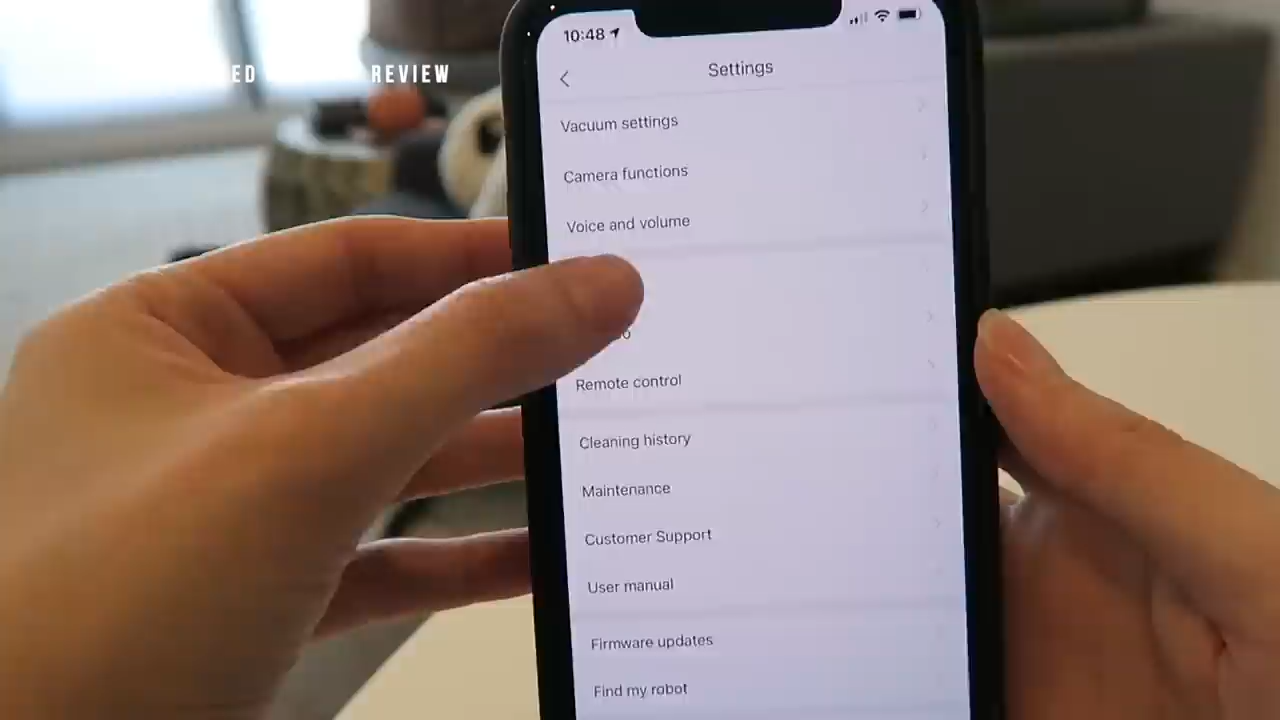 ED REVIEW
10:48
Settings
Vacuum settings
Camera functions
Voice and volume
Remote control
Cleaning history
Maintenance
Customer Support
User manual
Firmware updates
Find my robot